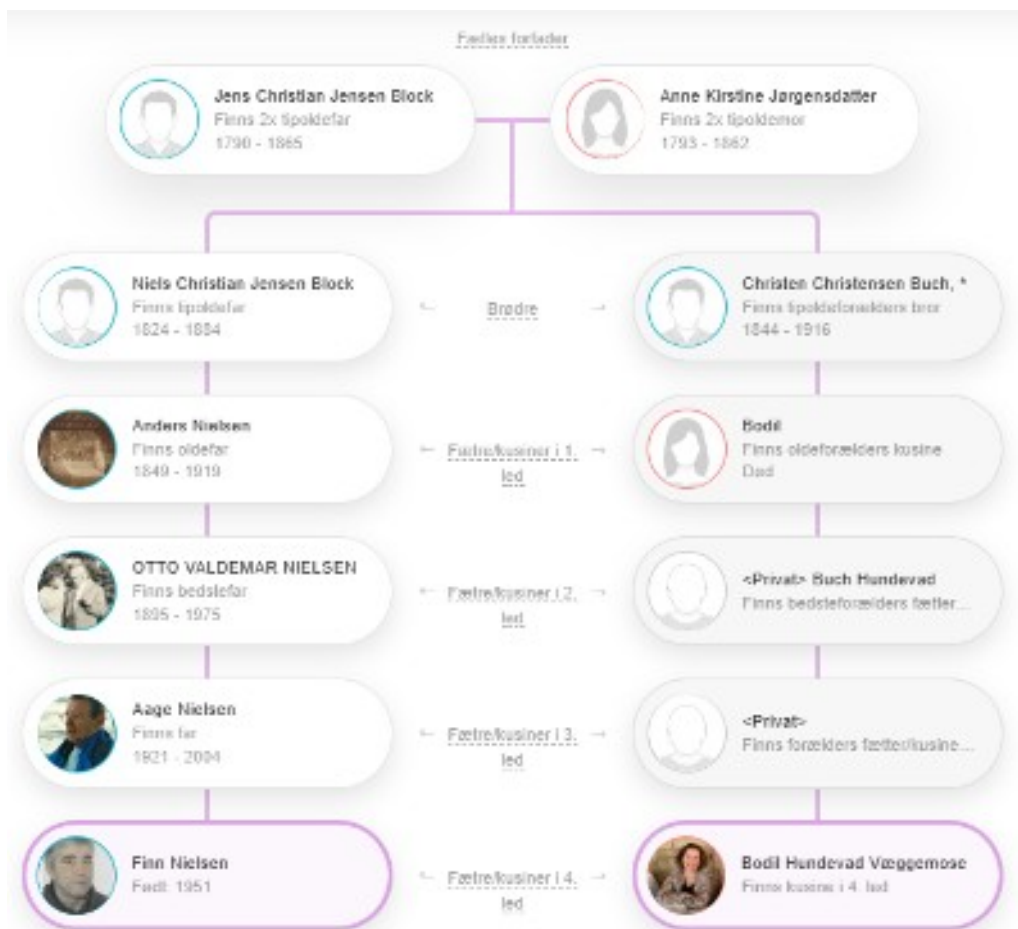 Fælles forfader
Jens Christian Jensen Block
Finns 2x tipoldefar
1790 - 1865
Anne Kirstine Jørgensdatter
Finns 2x tipoldemor
1793 - 1862
Niels Christian Jensen Block
Finns tipoldefar
1824 - 1884
← Brødre →
Christen Christensen Buch, *
Finns tipoldeforælders bror
1844 - 1916
Anders Nielsen
Finns oldefar
1849 - 1919
← Fætre/kusiner i 1. →
led
Bodil
Finns oldeforælders kusine
Død
OTTO VALDEMAR NIELSEN
Finns bedstefar
1895 - 1975
← Fætre/kusiner i 2. →
led
<Privat> Buch Hundevad
Finns bedsteforælders fætter...
Aage Nielsen
Finns far
1921 - 2004
← Fætre/kusiner i 3. →
led
<Privat>
Finns forælders fætter/kusine...
Finn Nielsen
Født: 1951
← Fætre/kusiner i 4. →
led
Bodil Hundevad Væggemose
Finns kusine i 4. led